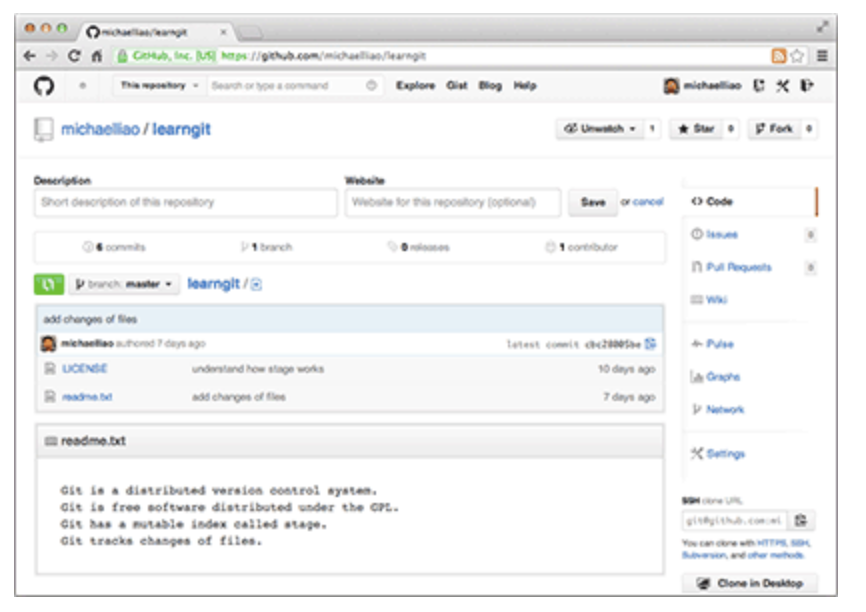 michaelliao/learngit
GitHub, Inc. [US] https://github.com/michaelliao/learngit
This repository Search or type a command Explore Gist Blog Help michaelliao
michaelliao / learngit Unwatch 1 Star 0 Fork 0
Description Website
Short description of this repository Website for this repository (optional) Save or cancel
6 commits 1 branch 0 releases 1 contributor
branch: master learngit /
add changes of files
michaelliao authored 7 days ago latest commit
LICENSE understand how stage works 10 days ago
readme.txt add changes of files 7 days ago
readme.txt
Git is a distributed version control system.
Git is free software distributed under the GPL.
Git has a mutable index called stage.
Git tracks changes of files.
Code
Issues 0
Pull Requests 0
Wiki
Pulse
Graphs
Network
Settings
SSH clone URL
git@github.com:mi
You can clone with HTTPS, SSH,
Subversion, and other methods.
Clone in Desktop